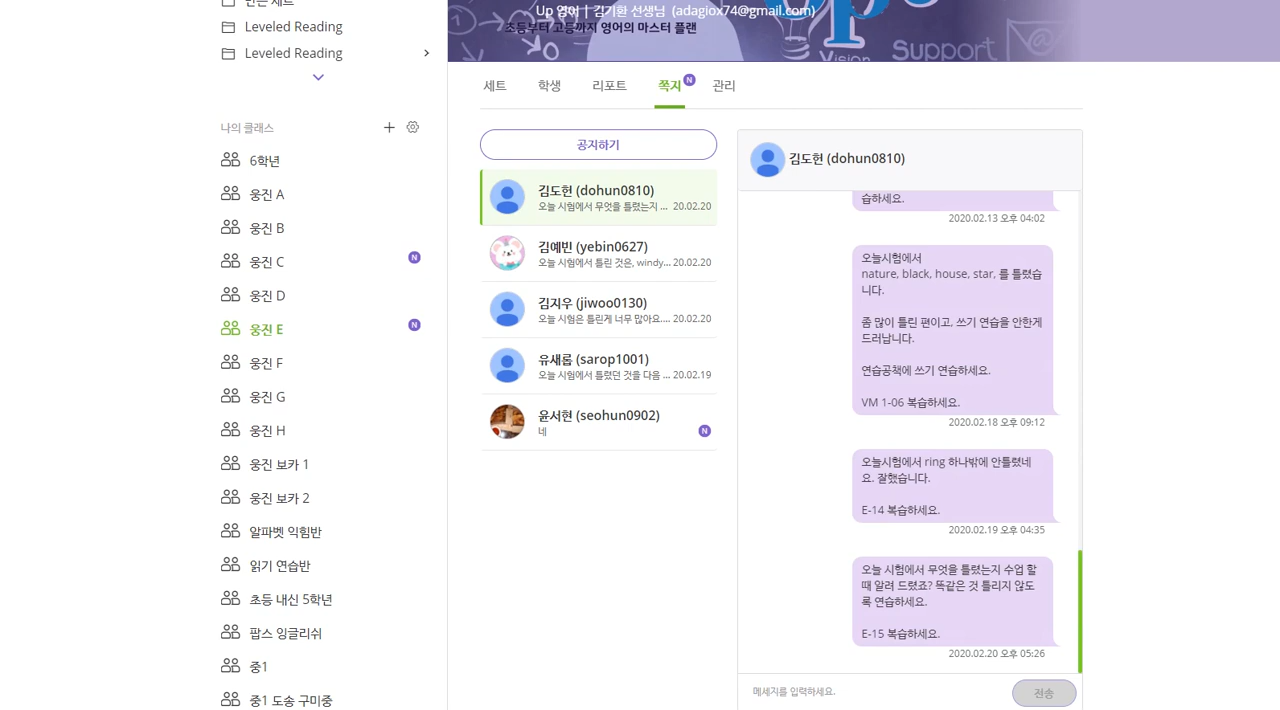 만든 세트
Leveled Reading
Leveled Reading
나의 클래스
6학년
웅진 A
웅진 B
웅진 C
N
웅진 D
웅진 E
N
웅진 F
웅진 G
웅진 H
웅진 보카 1
웅진 보카 2
알파벳 익힘반
읽기 연습반
초등 내신 5학년
팝스 잉글리쉬
중1
중1 도송 구미중
Up 영어 | 김기환 선생님 (adagiox74@gmail.com)
초등부터 고등까지 영어의 마스터 플랜
Vision
Support
세트
학생
리포트
쪽지
N
관리
공지하기
김도현 (dohun0810)
오늘 시험에서 무엇을 틀렸는지 ... 20.02.20
김예빈 (yebin0627)
오늘 시험에서 틀린 것은, windy... 20.02.20
김지우 (jiwoo0130)
오늘 시험은 틀린게 너무 많아요.... 20.02.20
유새롭 (sarop1001)
오늘 시험에서 틀렸던 것을 다음 ... 20.02.19
윤서현 (seohun0902)
네
N
김도현 (dohun0810)
습하세요.
2020.02.13 오후 04:02
오늘시험에서
nature, black, house, star, 를 틀렸습
니다.
좀 많이 틀린 편이고, 쓰기 연습을 안한게
드러납니다.
연습공책에 쓰기 연습하세요.
VM 1-06 복습하세요.
2020.02.18 오후 09:12
오늘시험에서 ring 하나밖에 안틀렸네
요. 잘했습니다.
E-14 복습하세요.
2020.02.19 오후 04:35
오늘 시험에서 무엇을 틀렸는지 수업 할
때 알려 드렸죠? 똑같은 것 틀리지 않도
록 연습하세요.
E-15 복습하세요.
2020.02.20 오후 05:26
메세지를 입력하세요.
전송